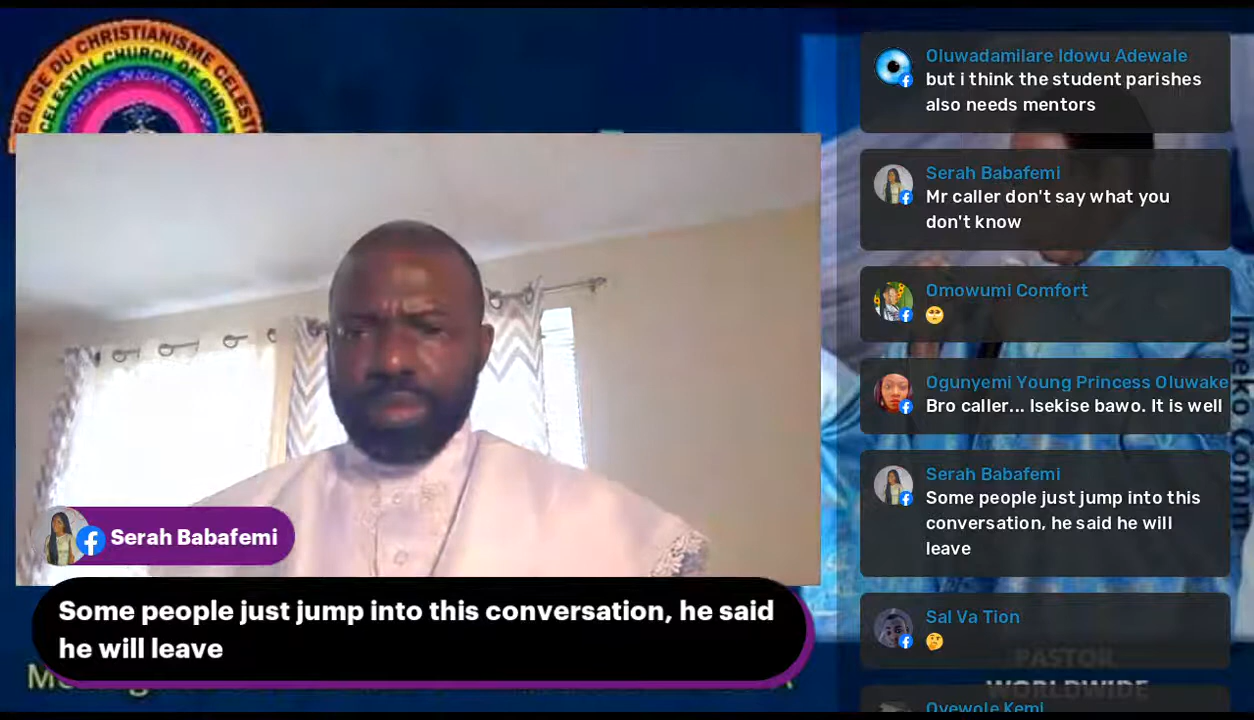 EGLISE DU CHRISTIANISME CELESTE
CELESTIAL CHURCH OF CHRIST
Serah Babafemi
Some people just jump into this conversation, he said
he will leave
Oluwadamilare Idowu Adewale
but i think the student parishes
also needs mentors
Serah Babafemi
Mr caller don't say what you
don't know
Omowumi Comfort
🥺
Ogunyemi Young Princess Oluwake
Bro caller... Isekise bawo. It is well
Serah Babafemi
Some people just jump into this
conversation, he said he will
leave
Sal Va Tion
🤔
Oyewole Kemi
PASTOR
WORLDWIDE
Imeko